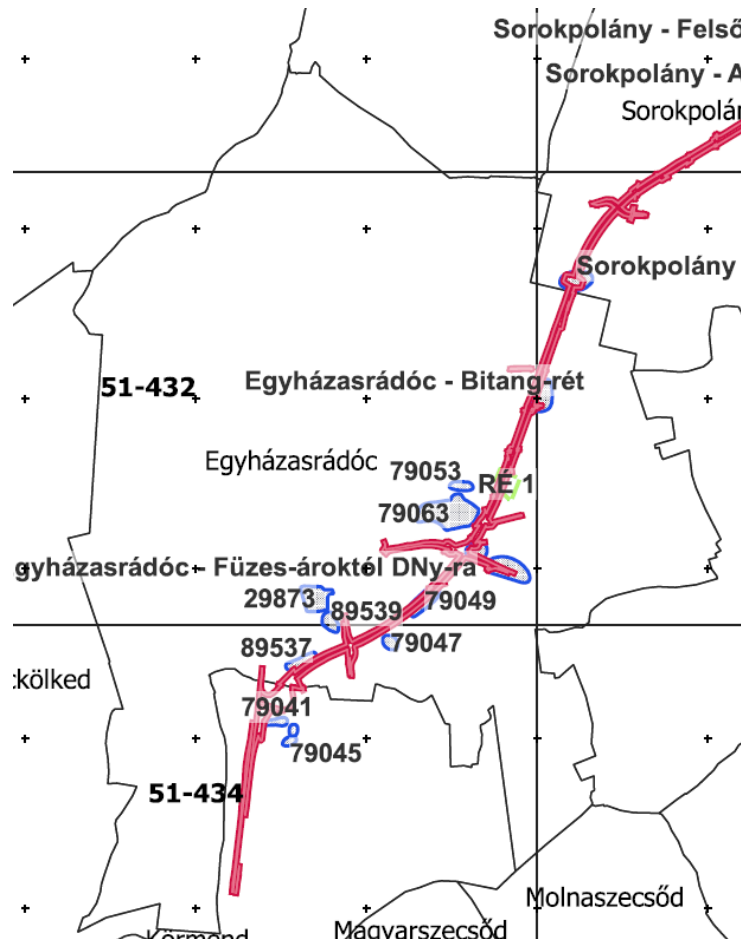 Sorokpolány - Felső
Sorokpolány - A
Sorokpolán
Sorokpolány
51-432
Egyházasrádóc - Bitang-rét
Egyházasrádóc
79053
RÉ 1
79063
gyházasrádóc - Füzes-ároktól DNy-ra
29873
89539
79049
89537
79047
kölked
79041
79045
51-434
Molnaszecsőd
Magyarszecsőd
Körmend